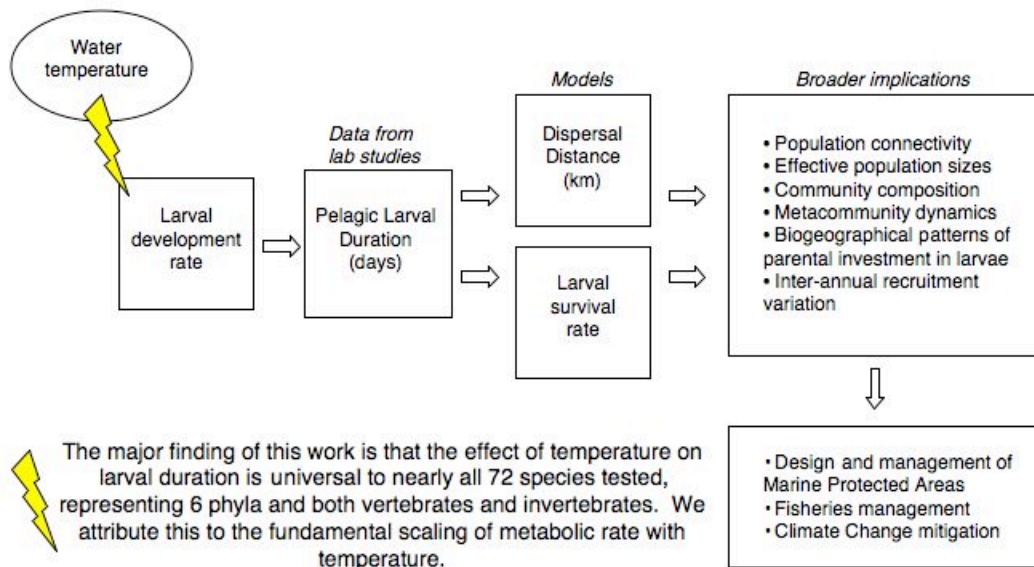 Water
temperature
Larval
development
rate
Data from
lab studies
Pelagic Larval
Duration
(days)
Models
Dispersal
Distance
(km)
Larval
survival
rate
Broader implications
• Population connectivity
• Effective population sizes
• Community composition
• Metacommunity dynamics
• Biogeographical patterns of
parental investment in larvae
• Inter-annual recruitment
variation
• Design and management of
Marine Protected Areas
• Fisheries management
• Climate Change mitigation
The major finding of this work is that the effect of temperature on
larval duration is universal to nearly all 72 species tested,
representing 6 phyla and both vertebrates and invertebrates. We
attribute this to the fundamental scaling of metabolic rate with
temperature.